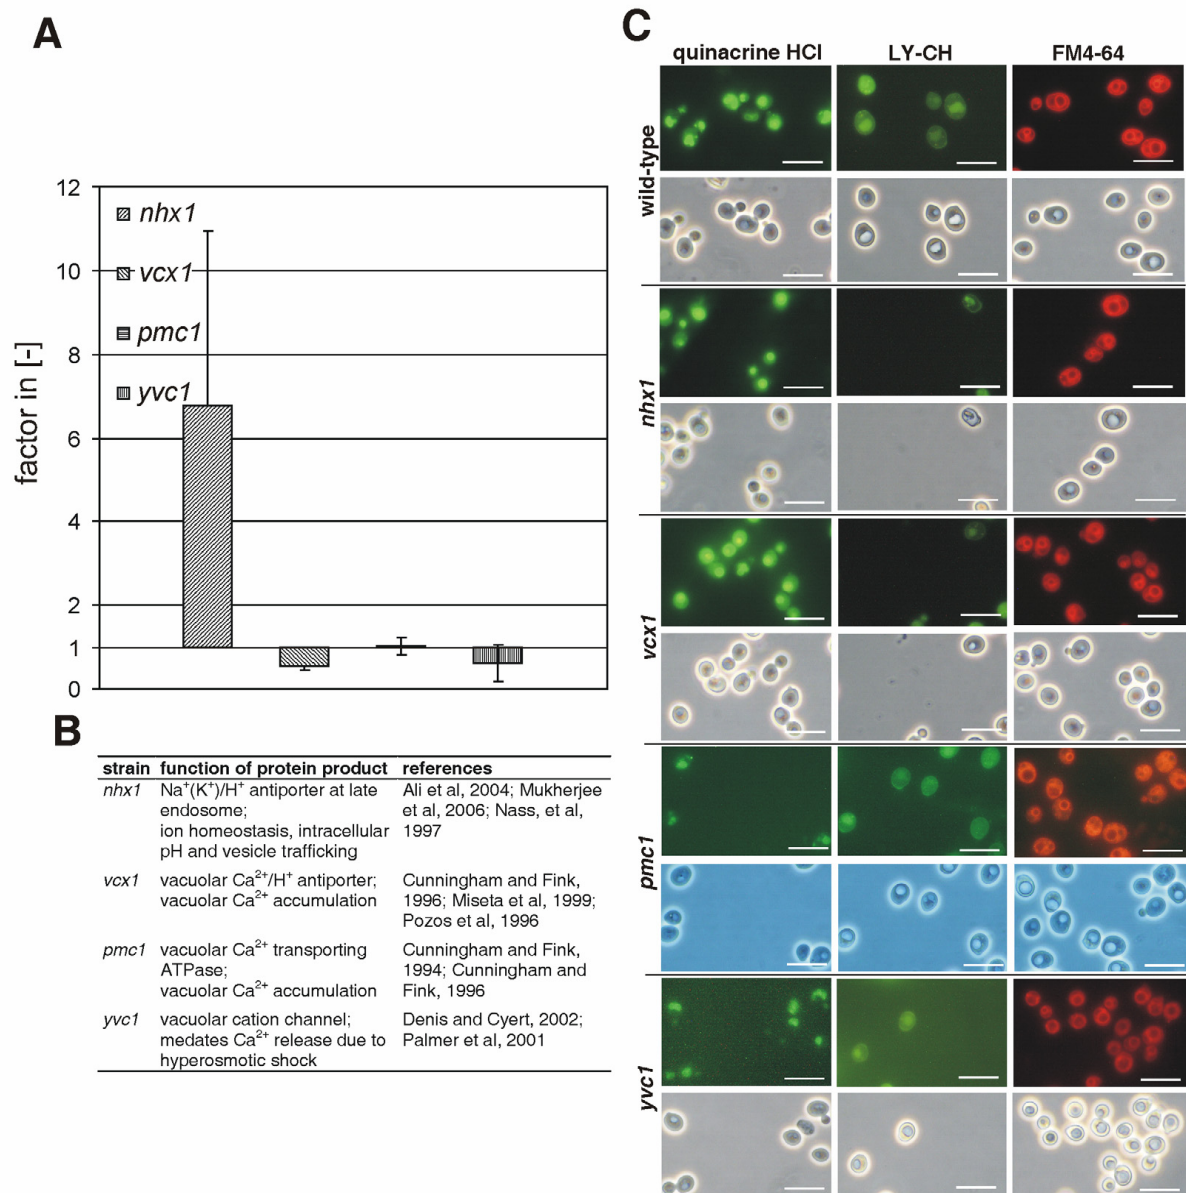 A
12
10
8
6
4
2
1
0
factor in [-]
nhx1
vcx1
pmc1
yvc1
B
strain function of protein product references
nhx1 Na⁺(K⁺)/H⁺ antiporter at late Ali et al, 2004; Mukherjee
endosome; et al, 2006; Nass, et al,
ion homeostasis, intracellular 1997
pH and vesicle trafficking
vcx1 vacuolar Ca²⁺/H⁺ antiporter; Cunningham and Fink,
vacuolar Ca²⁺ accumulation 1996; Miseta et al, 1999;
Pozos et al, 1996
pmc1 vacuolar Ca²⁺ transporting Cunningham and Fink,
ATPase; 1994; Cunningham and
vacuolar Ca²⁺ accumulation Fink, 1996
yvc1 vacuolar cation channel; Denis and Cyert, 2002;
medates Ca²⁺ release due to Palmer et al, 2001
hyperosmotic shock
C
quinacrine HCl LY-CH FM4-64
wild-type
nhx1
vcx1
pmc1
yvc1